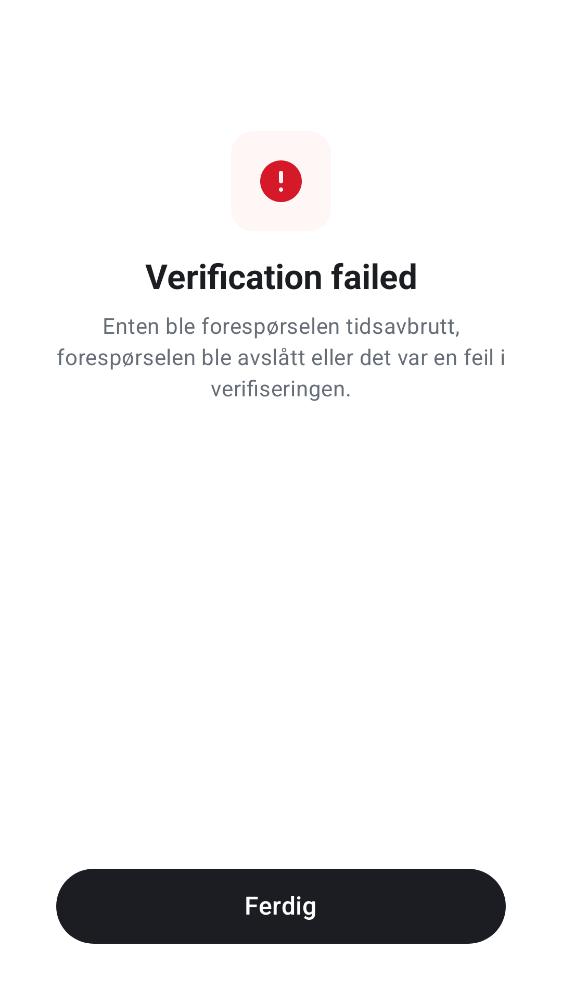 Verification failed
Enten ble forespørselen tidsavbrutt,
forespørselen ble avslått eller det var en feil i
verifiseringen.
Ferdig